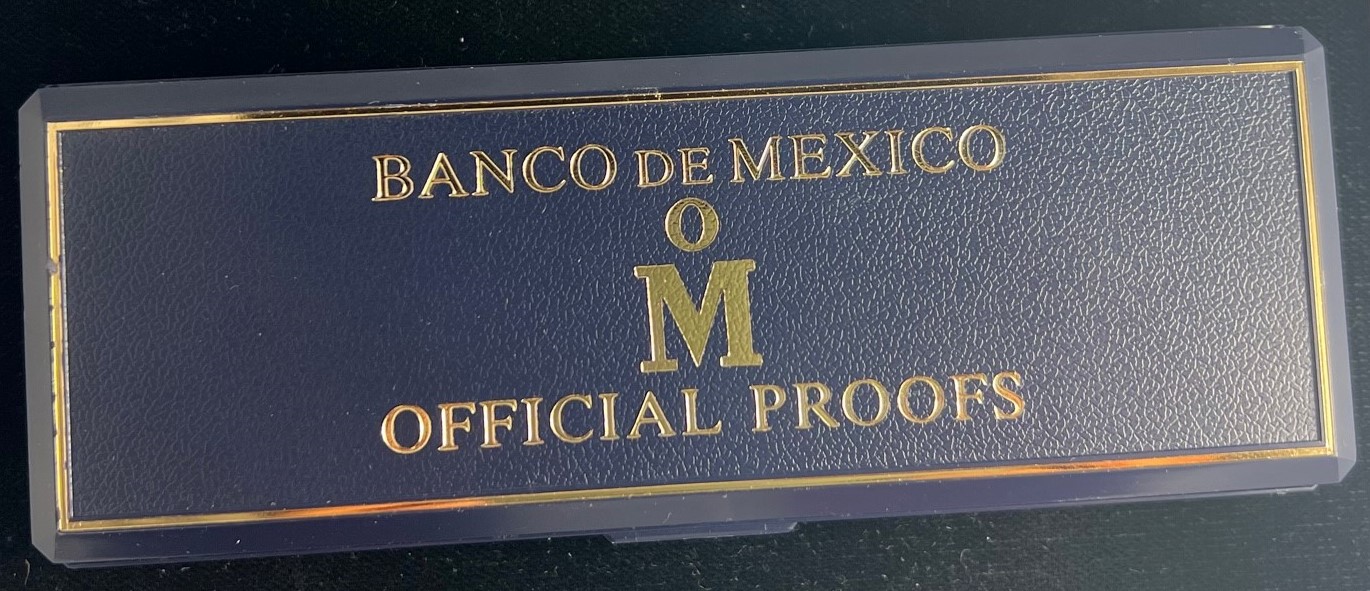 BANCO DE MEXICO
O
M
OFFICIAL PROOFS